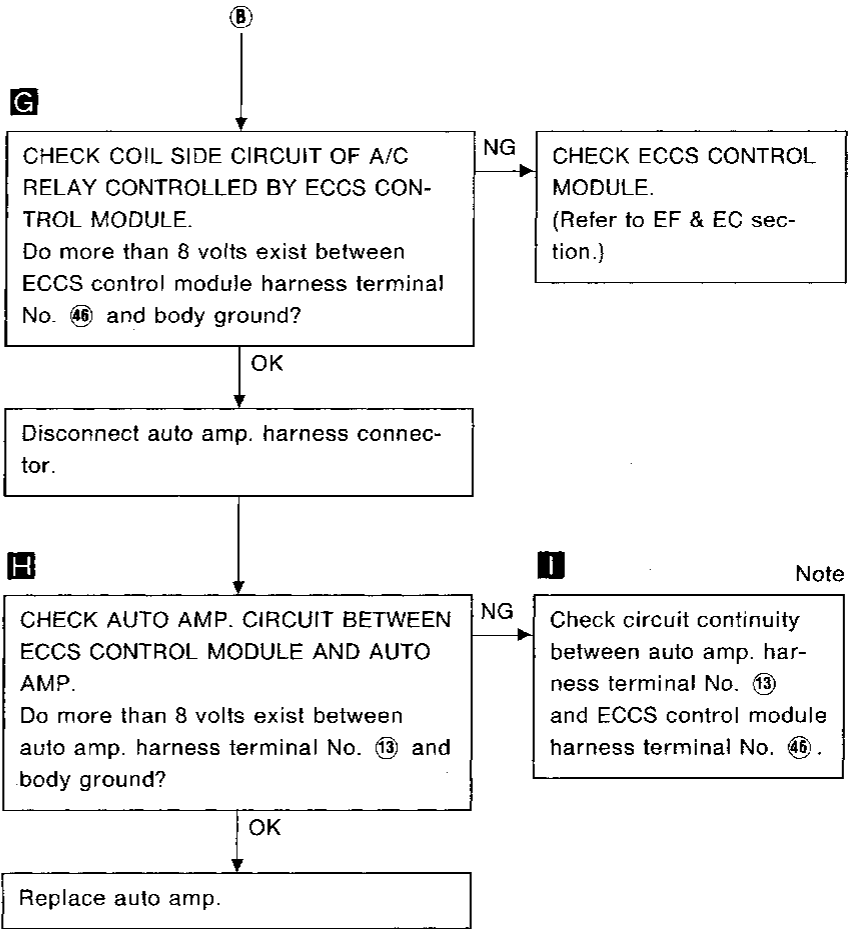 B
G
CHECK COIL SIDE CIRCUIT OF A/C
RELAY CONTROLLED BY ECCS CON-
TROL MODULE.
Do more than 8 volts exist between
ECCS control module harness terminal
No. 46 and body ground?
NG
CHECK ECCS CONTROL
MODULE.
(Refer to EF & EC sec-
tion.)
OK
Disconnect auto amp. harness connec-
tor.
H
CHECK AUTO AMP. CIRCUIT BETWEEN
ECCS CONTROL MODULE AND AUTO
AMP.
Do more than 8 volts exist between
auto amp. harness terminal No. 13 and
body ground?
NG
I
Note
Check circuit continuity
between auto amp. har-
ness terminal No. 13
and ECCS control module
harness terminal No. 46.
OK
Replace auto amp.